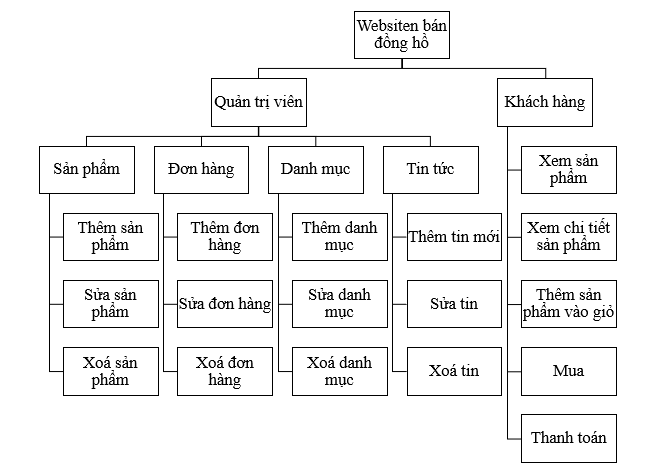 Websiten bán
đồng hồ
Quản trị viên
Khách hàng
Sản phẩm
Đơn hàng
Danh mục
Tin tức
Xem sản
phẩm
Thêm sản
phẩm
Thêm đơn
hàng
Thêm danh
mục
Thêm tin mới
Xem chi tiết
sản phẩm
Sửa sản
phẩm
Sửa đơn hàng
Sửa danh
mục
Sửa tin
Thêm sản
phẩm vào giỏ
Xoá sản
phẩm
Xoá đơn
hàng
Xoá danh
mục
Xoá tin
Mua
Thanh toán